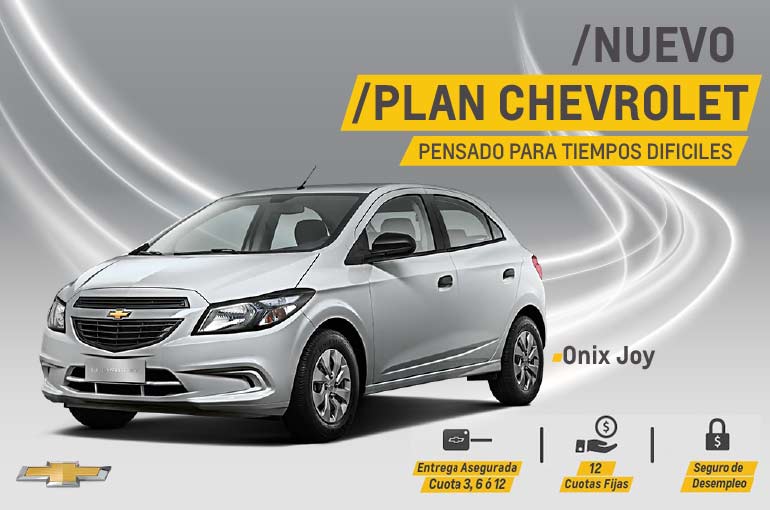 /NUEVO
/PLAN CHEVROLET
PENSADO PARA TIEMPOS DIFICILES
Onix Joy
Entrega Asegurada
Cuota 3, 6 ó 12
12
Cuotas Fijas
Seguro de
Desempleo